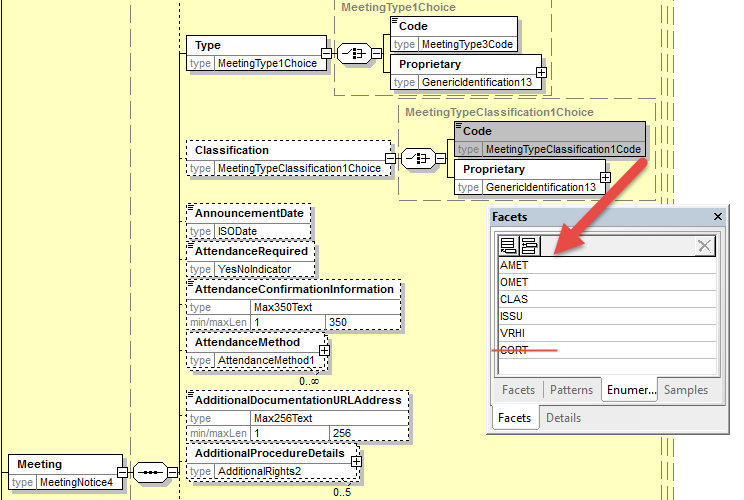 MeetingType1Choice
Type
type MeetingType1Choice
Code
type MeetingType3Code
Proprietary
type GenericIdentification13
MeetingTypeClassification1Choice
Classification
type MeetingTypeClassification1Choice
Code
type MeetingTypeClassification1Code
Proprietary
type GenericIdentification13
AnnouncementDate
type ISODate
AttendanceRequired
type YesNoIndicator
AttendanceConfirmationInformation
type Max350Text
min/maxLen 1 350
AttendanceMethod
type AttendanceMethod1
0..∞
AdditionalDocumentationURLAddress
type Max256Text
min/maxLen 1 256
AdditionalProcedureDetails
type AdditionalRights2
0..5
Meeting
type MeetingNotice4
Facets
AMET
OMET
CLAS
ISSU
VRHI
CORT
Facets Patterns Enumer... Samples
Facets Details